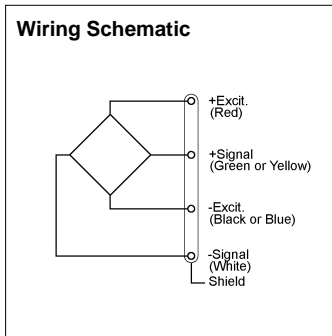 Wiring Schematic
+Excit.
(Red)
+Signal
(Green or Yellow)
-Excit.
(Black or Blue)
-Signal
(White)
Shield